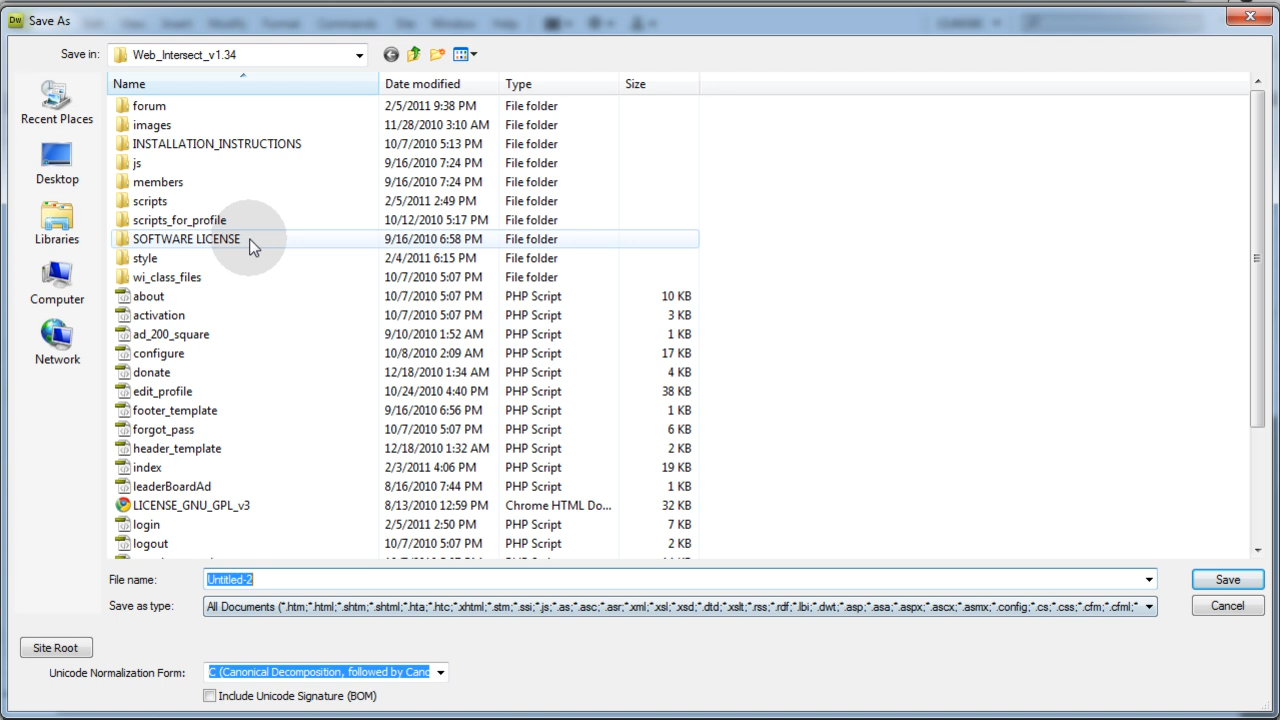 Dw Save As
Save in: Web_Intersect_v1.34
Name Date modified Type Size
Recent Places
Desktop
Libraries
Computer
Network
forum 2/5/2011 9:38 PM File folder
images 11/28/2010 3:10 AM File folder
INSTALLATION_INSTRUCTIONS 10/7/2010 5:13 PM File folder
js 9/16/2010 7:24 PM File folder
members 9/16/2010 7:24 PM File folder
scripts 2/5/2011 2:49 PM File folder
scripts_for_profile 10/12/2010 5:17 PM File folder
SOFTWARE LICENSE 9/16/2010 6:58 PM File folder
style 2/4/2011 6:15 PM File folder
wi_class_files 10/7/2010 5:07 PM File folder
about 10/7/2010 5:07 PM PHP Script 10 KB
activation 10/7/2010 5:07 PM PHP Script 3 KB
ad_200_square 9/10/2010 1:52 AM PHP Script 1 KB
configure 10/8/2010 2:09 AM PHP Script 17 KB
donate 12/18/2010 1:34 AM PHP Script 4 KB
edit_profile 10/24/2010 4:40 PM PHP Script 38 KB
footer_template 9/16/2010 6:56 PM PHP Script 1 KB
forgot_pass 10/7/2010 5:07 PM PHP Script 6 KB
header_template 12/18/2010 1:32 AM PHP Script 2 KB
index 2/3/2011 4:06 PM PHP Script 19 KB
leaderBoardAd 8/16/2010 7:44 PM PHP Script 1 KB
LICENSE_GNU_GPL_v3 8/13/2010 12:59 PM Chrome HTML Do... 32 KB
login 2/5/2011 2:50 PM PHP Script 7 KB
logout 10/7/2010 5:07 PM PHP Script 2 KB
File name: Untitled-2 Save
Save as type: All Documents (*.htm;*.html;*.shtm;*.shtml;*.hta;*.htc;*.xhtml;*.stm;*.ssi;*.js;*.as;*.asc;*.asr;*.xml;*.xsl;*.xsd;*.dtd;*.xslt;*.rss;*.rdf;*.lbi;*.dwt;*.asp;*.asa;*.aspx;*.ascx;*.asmx;*.config;*.cs;*.css;*.cfm;*.cfml;* Cancel
Site Root
Unicode Normalization Form: C (Canonical Decomposition, followed by Cano
Include Unicode Signature (BOM)